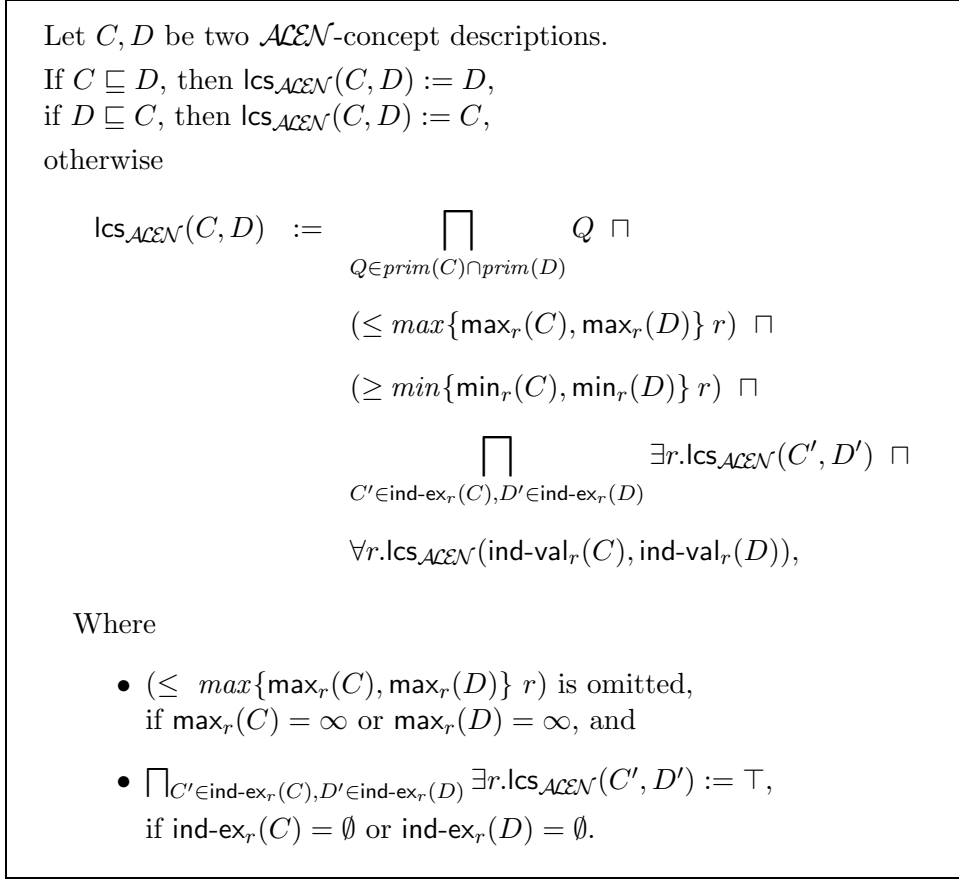 Let C, D be two ALEN-concept descriptions.
If C ⊑ D, then lcs_ALEN(C, D) := D,
if D ⊑ C, then lcs_ALEN(C, D) := C,
otherwise
lcs_ALEN(C, D) := ⨅_{Q∈prim(C)∩prim(D)} Q ⊓
(≤ max{max_r(C), max_r(D)} r) ⊓
(≥ min{min_r(C), min_r(D)} r) ⊓
⨅_{C′∈ind-ex_r(C),D′∈ind-ex_r(D)} ∃r.lcs_ALEN(C′, D′) ⊓
∀r.lcs_ALEN(ind-val_r(C), ind-val_r(D)),
Where
• (≤ max{max_r(C), max_r(D)} r) is omitted,
if max_r(C) = ∞ or max_r(D) = ∞, and
• ⨅_{C′∈ind-ex_r(C),D′∈ind-ex_r(D)} ∃r.lcs_ALEN(C′, D′) := ⊤,
if ind-ex_r(C) = ∅ or ind-ex_r(D) = ∅.